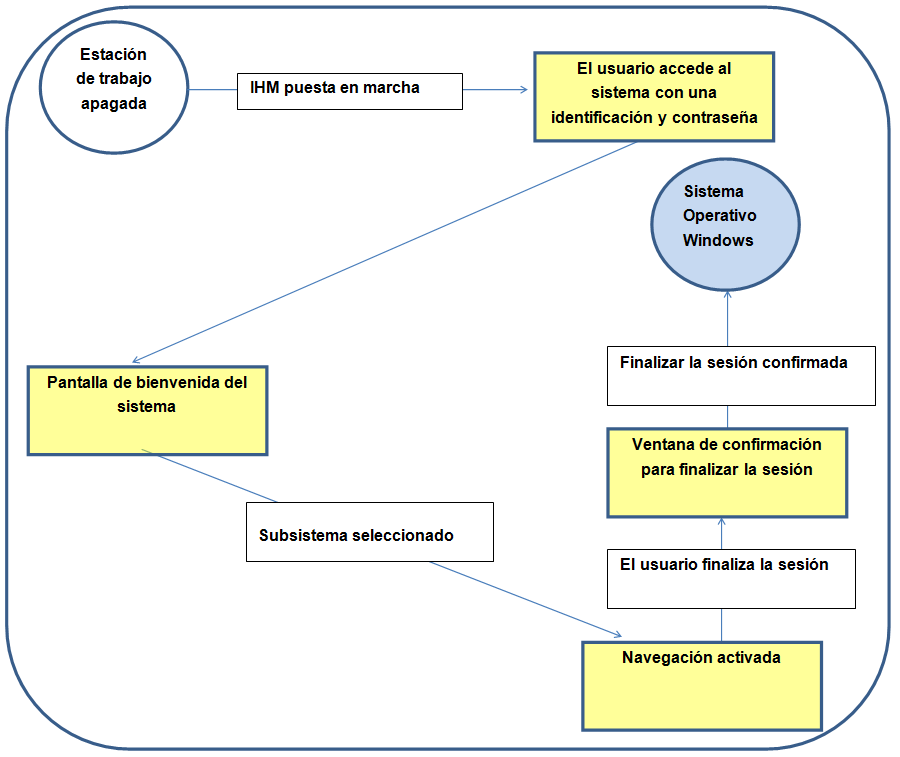 Estación
de trabajo
apagada
IHM puesta en marcha
El usuario accede al
sistema con una
identificación y contraseña
Sistema
Operativo
Windows
Finalizar la sesión confirmada
Pantalla de bienvenida del
sistema
Ventana de confirmación
para finalizar la sesión
Subsistema seleccionado
El usuario finaliza la sesión
Navegación activada